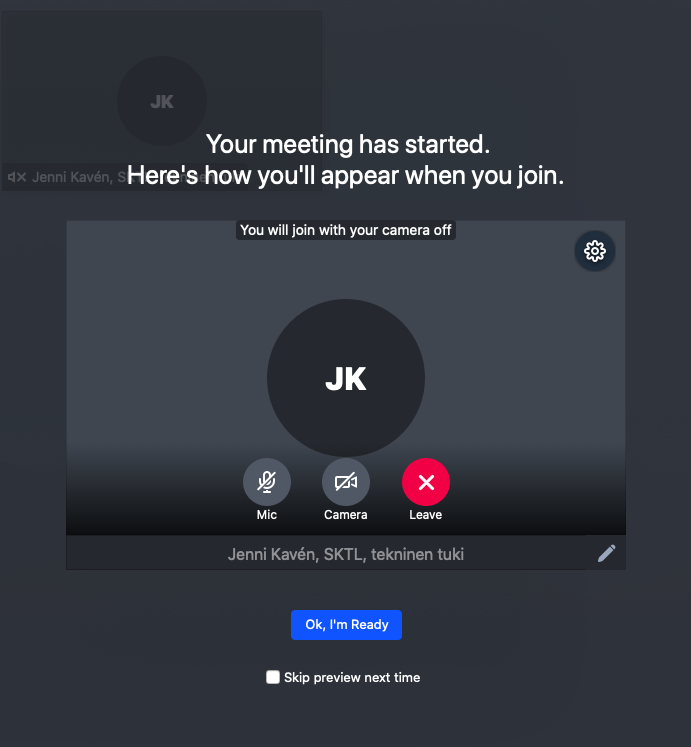 JK
Your meeting has started.
Jenni Kavén, S
Here's how you'll appear when you join.
You will join with your camera off
JK
Mic Camera Leave
Jenni Kavén, SKTL, tekninen tuki
Ok, I'm Ready
Skip preview next time